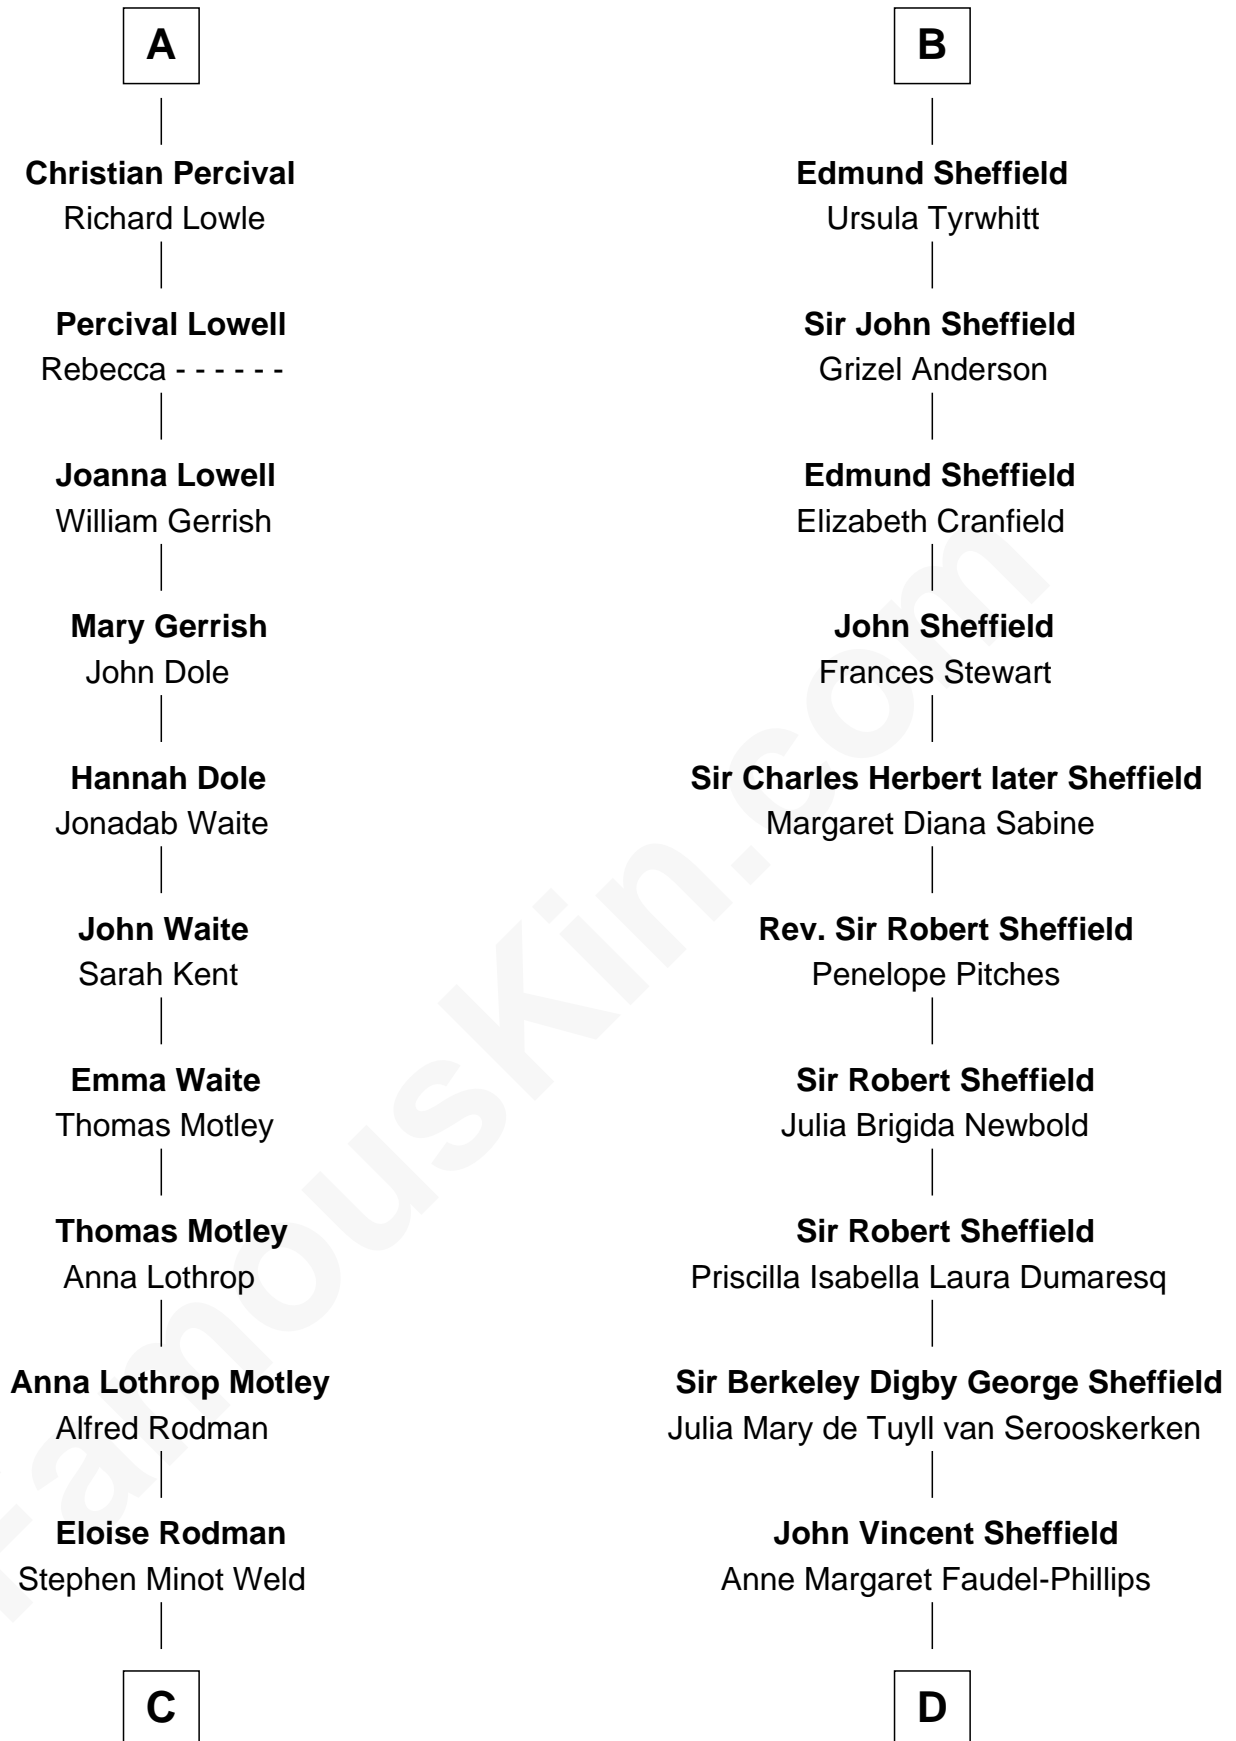 A
Christian Percival
Richard Lowle
Percival Lowell
Rebecca - - - - - -
Joanna Lowell
William Gerrish
Mary Gerrish
John Dole
Hannah Dole
Jonadab Waite
John Waite
Sarah Kent
Emma Waite
Thomas Motley
Thomas Motley
Anna Lothrop
Anna Lothrop Motley
Alfred Rodman
Eloise Rodman
Stephen Minot Weld
C
B
Edmund Sheffield
Ursula Tyrwhitt
Sir John Sheffield
Grizel Anderson
Edmund Sheffield
Elizabeth Cranfield
John Sheffield
Frances Stewart
Sir Charles Herbert later Sheffield
Margaret Diana Sabine
Rev. Sir Robert Sheffield
Penelope Pitches
Sir Robert Sheffield
Julia Brigida Newbold
Sir Robert Sheffield
Priscilla Isabella Laura Dumaresq
Sir Berkeley Digby George Sheffield
Julia Mary de Tuyll van Serooskerken
John Vincent Sheffield
Anne Margaret Faudel-Phillips
D
FamousKin.com